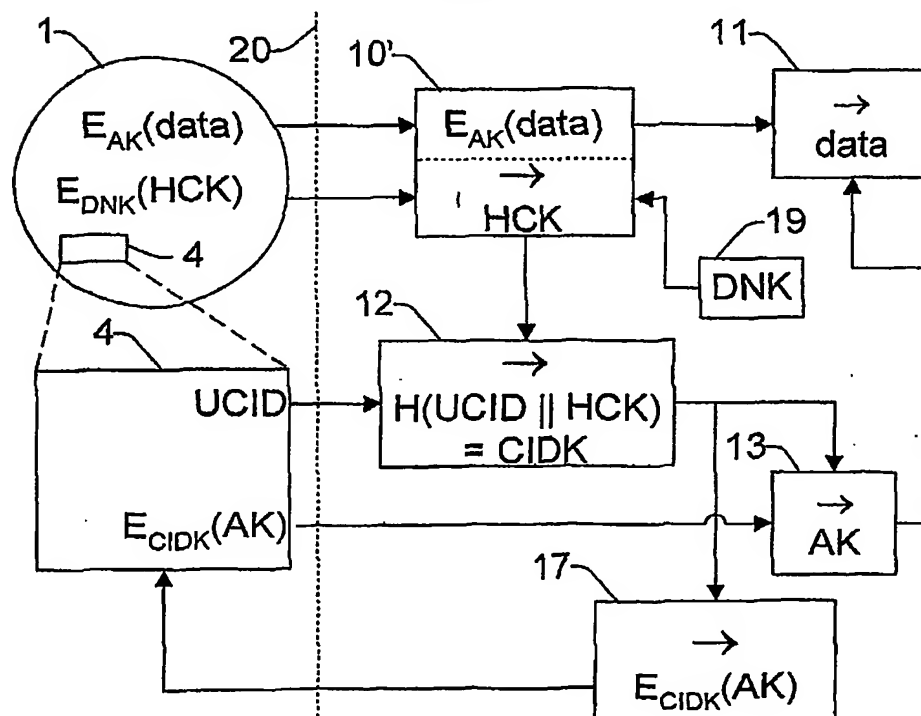 1
20
10'
11
E_AK(data)
E_AK(data)
→
data
E_DNK(HCK)
→
HCK
4
19
DNK
12
4
UCID
→
H(UCID || HCK)
= CIDK
13
→
AK
E_CIDK(AK)
17
→
E_CIDK(AK)